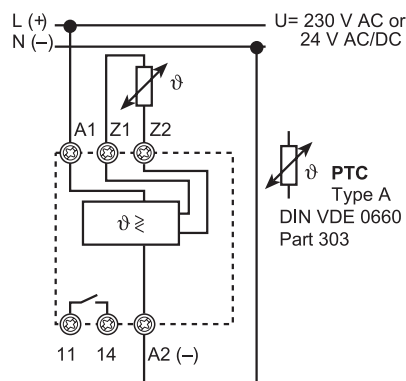 L (+)
U= 230 V AC or
N (–)
24 V AC/DC
ϑ
A1 Z1 Z2
ϑ PTC
Type A
DIN VDE 0660
Part 303
ϑ ⋛
11 14 A2 (–)